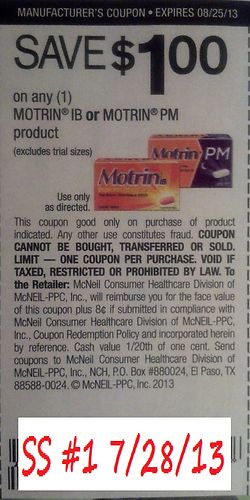 MANUFACTURER'S COUPON • EXPIRES 08/25/13
SAVE $1.00
on any (1)
MOTRIN® IB or MOTRIN® PM
product
(excludes trial sizes)
Motrin PM
Motrin IB
Use only
as directed.
This coupon good only on purchase of product
indicated. Any other use constitutes fraud. COUPON
CANNOT BE BOUGHT, TRANSFERRED OR SOLD.
LIMIT — ONE COUPON PER PURCHASE. VOID IF
TAXED, RESTRICTED OR PROHIBITED BY LAW. To
the Retailer: McNeil Consumer Healthcare Division of
McNEIL-PPC, Inc., will reimburse you for the face value
of this coupon plus 8¢ if submitted in compliance with
McNeil Consumer Healthcare Division of McNEIL-PPC,
Inc., Coupon Redemption Policy and incorporated herein
by reference. Cash value 1/20th of one cent. Send
coupons to McNeil Consumer Healthcare Division of
McNEIL-PPC, Inc., NCH, P.O. Box #880024, El Paso, TX
88588-0024. © McNEIL-PPC, Inc. 2013
SS #1 7/28/13